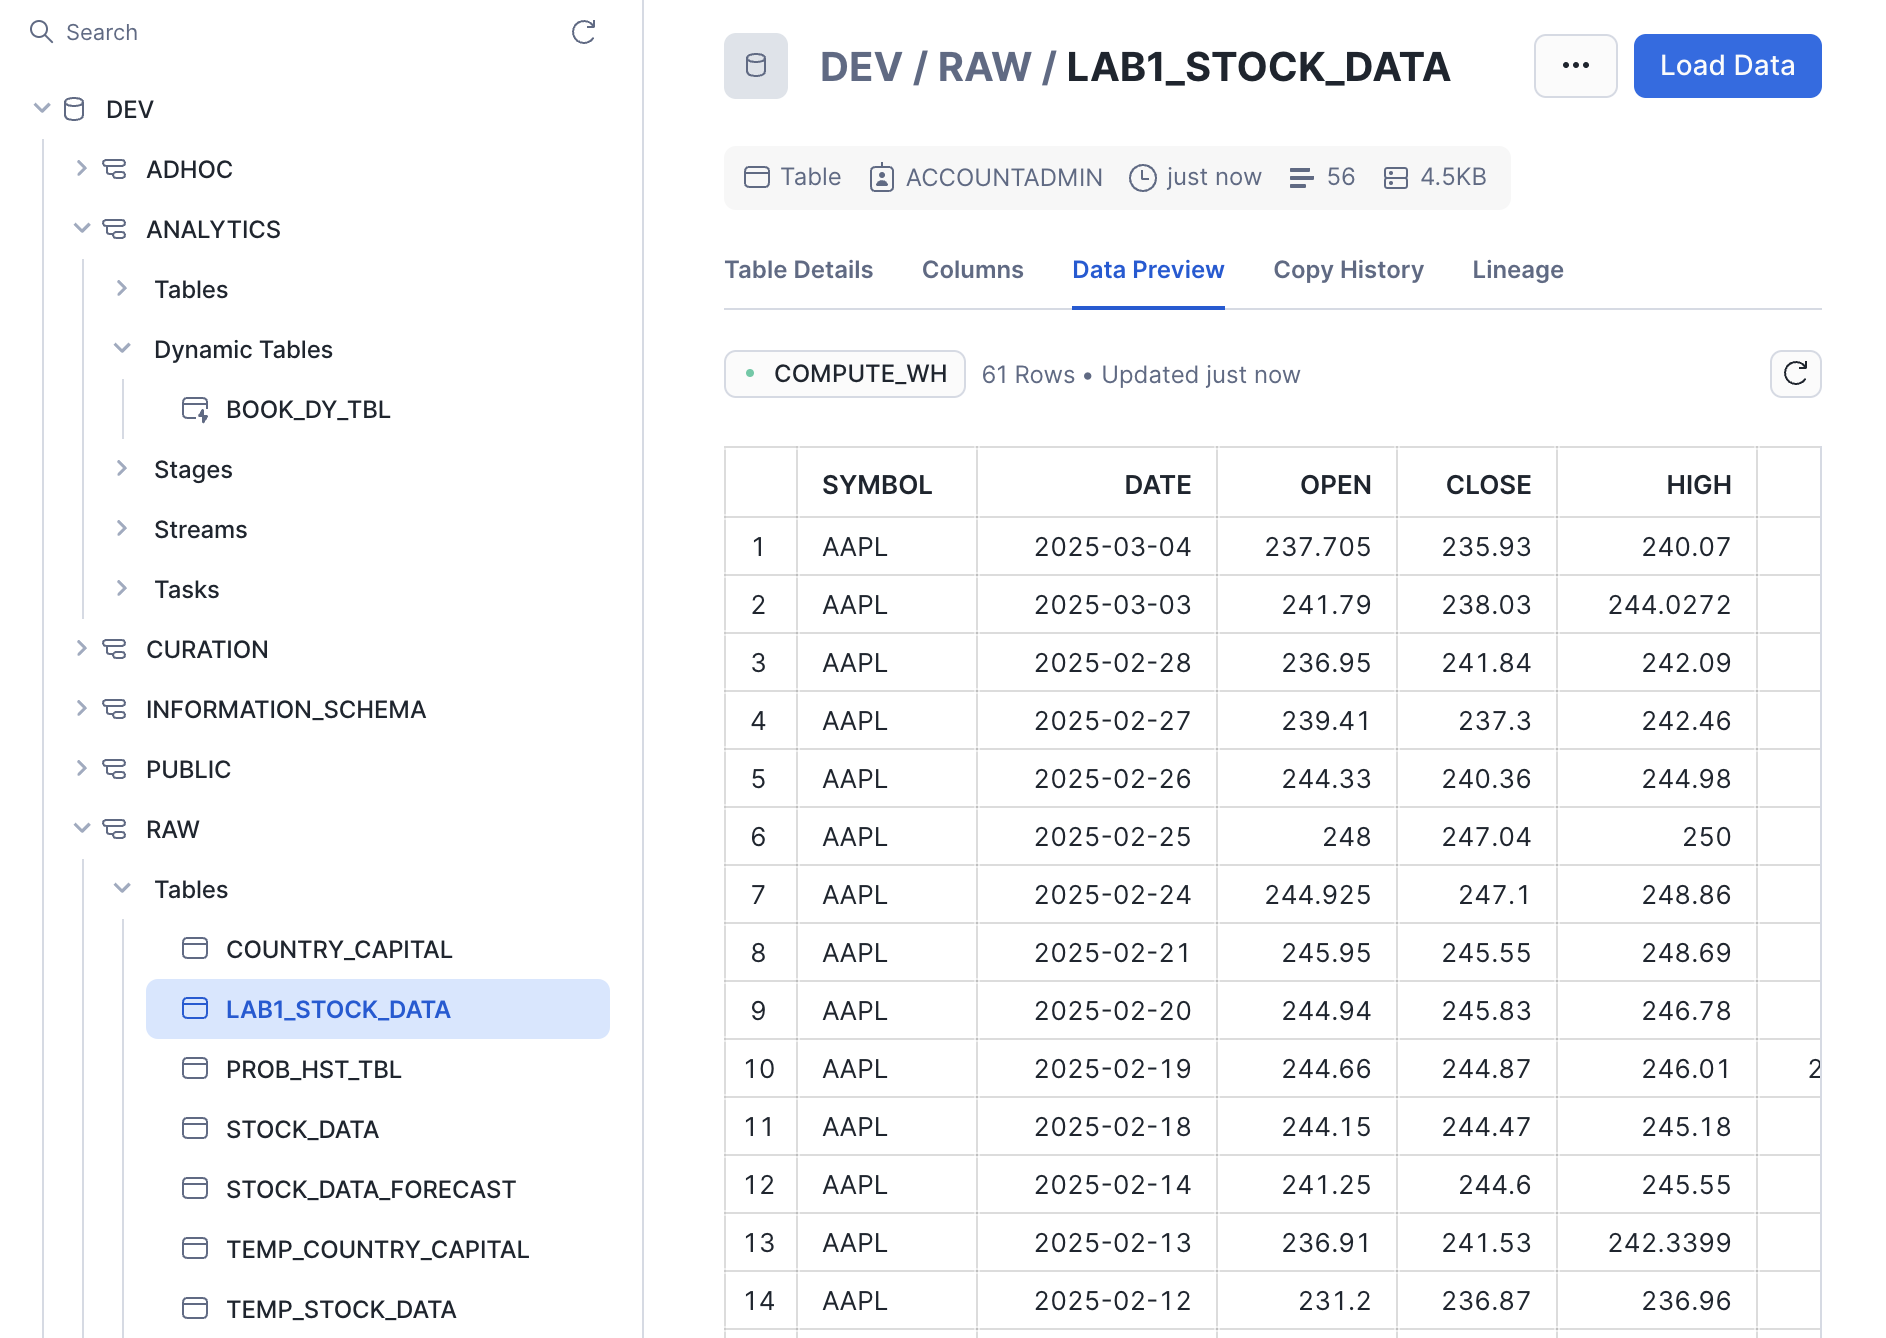 Search
DEV
ADHOC
ANALYTICS
Tables
Dynamic Tables
BOOK_DY_TBL
Stages
Streams
Tasks
CURATION
INFORMATION_SCHEMA
PUBLIC
RAW
Tables
COUNTRY_CAPITAL
LAB1_STOCK_DATA
PROB_HST_TBL
STOCK_DATA
STOCK_DATA_FORECAST
TEMP_COUNTRY_CAPITAL
TEMP_STOCK_DATA
DEV / RAW / LAB1_STOCK_DATA
••• Load Data
Table ACCOUNTADMIN just now 56 4.5KB
Table Details Columns Data Preview Copy History Lineage
COMPUTE_WH 61 Rows • Updated just now
SYMBOL DATE OPEN CLOSE HIGH
1 AAPL 2025-03-04 237.705 235.93 240.07
2 AAPL 2025-03-03 241.79 238.03 244.0272
3 AAPL 2025-02-28 236.95 241.84 242.09
4 AAPL 2025-02-27 239.41 237.3 242.46
5 AAPL 2025-02-26 244.33 240.36 244.98
6 AAPL 2025-02-25 248 247.04 250
7 AAPL 2025-02-24 244.925 247.1 248.86
8 AAPL 2025-02-21 245.95 245.55 248.69
9 AAPL 2025-02-20 244.94 245.83 246.78
10 AAPL 2025-02-19 244.66 244.87 246.01 2
11 AAPL 2025-02-18 244.15 244.47 245.18
12 AAPL 2025-02-14 241.25 244.6 245.55
13 AAPL 2025-02-13 236.91 241.53 242.3399
14 AAPL 2025-02-12 231.2 236.87 236.96